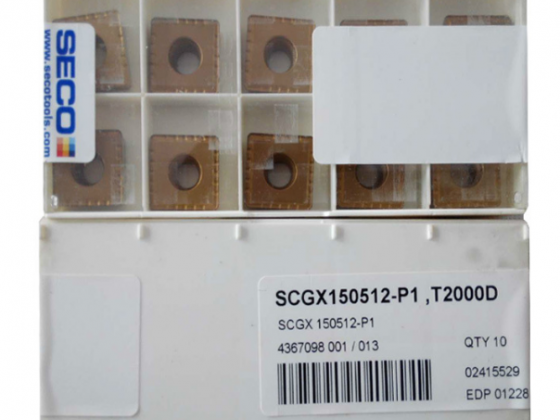 SECO
www.secotools.com
SCGX150512-P1 ,T2000D
SCGX 150512-P1
4367098 001 / 013
QTY 10
02415529
EDP 01228